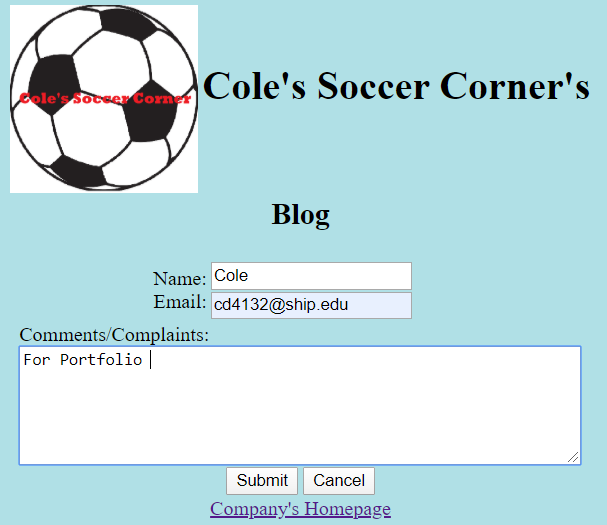 Cole's Soccer Corner
Cole's Soccer Corner's
Blog
Name: Cole
Email: cd4132@ship.edu
Comments/Complaints:
For Portfolio
Submit Cancel
Company's Homepage